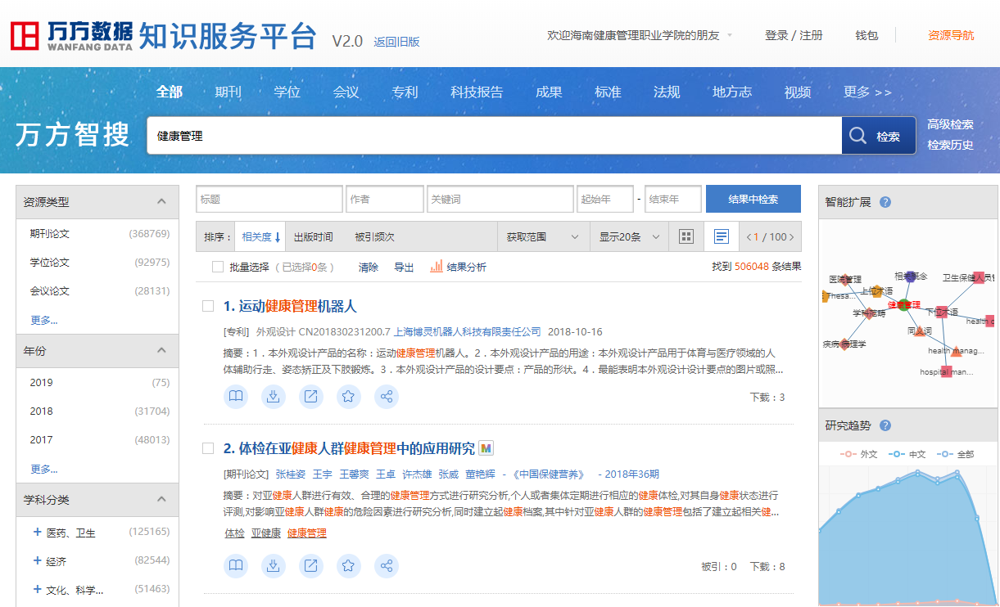 万方数据 知识服务平台 V2.0 返回旧版
WANFANG DATA
欢迎海南健康管理职业学院的朋友 登录 / 注册 钱包 资源导航
全部 期刊 学位 会议 专利 科技报告 成果 标准 法规 地方志 视频 更多 >>
万方智搜 健康管理 检索
高级检索
检索历史
资源类型
期刊论文 (368769)
学位论文 (92975)
会议论文 (28131)
更多...
年份
2019 (75)
2018 (31704)
2017 (48013)
更多...
学科分类
+ 医药、卫生 (125165)
+ 经济 (82544)
+ 文化、科学... (51463)
标题 作者 关键词 起始年 - 结束年 结果中检索
排序： 相关度 出版时间 被引频次 获取范围 显示20条 1 / 100
批量选择 （已选择0条） 清除 导出 结果分析 找到 506048 条结果
1. 运动健康管理机器人
[专利] 外观设计 CN201830231200.7 上海博灵机器人科技有限责任公司 2018-10-16
摘要：1．本外观设计产品的名称：运动健康管理机器人。2．本外观设计产品的用途：本外观设计产品用于体育与医疗领域的人
体辅助行走、姿态矫正及下肢锻炼。3．本外观设计产品的设计要点：产品的形状。4．最能表明本外观设计设计要点的图片或照...
下载：3
2. 体检在亚健康人群健康管理中的应用研究 M
[期刊论文] 张桂姿 王宇 王馨爽 王卓 许杰雄 张威 董艳辉 - 《中国保健营养》 - 2018年36期
摘要：对亚健康人群进行有效、合理的健康管理方式进行研究分析,个人或者集体定期进行相应的健康体检,对其自身健康状态进行
评测,对影响亚健康人群健康的危险因素进行研究分析,同时建立起健康档案,其中针对亚健康人群的健康管理包括了建立起相关健...
体检 亚健康 健康管理
被引：0 下载：8
智能扩展 ?
相关概念
医院管理
卫生保健人员管
上位术语
Thesa...
健康管理
学科范畴
下位术语
health c
同义词
疾病 病理学
health manag...
hospital man...
研究趋势 ?
外文 中文 全部